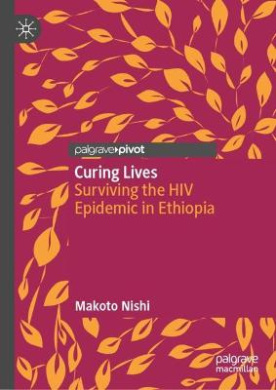 palgrave▸pivot
Curing Lives
Surviving the HIV
Epidemic in Ethiopia
Makoto Nishi
palgrave
macmillan